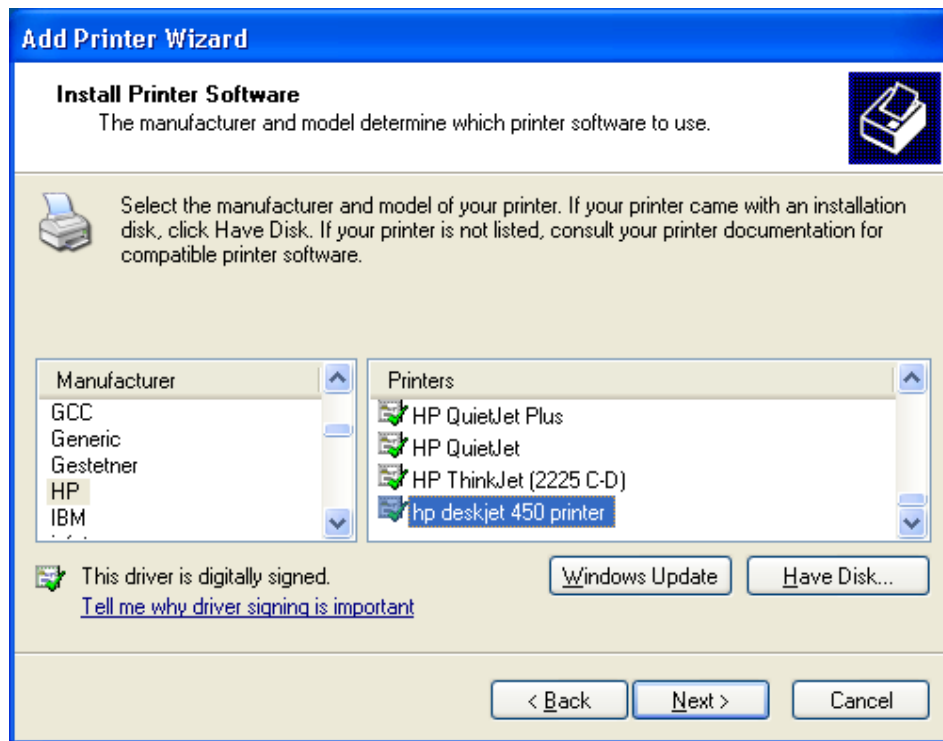 Add Printer Wizard
Install Printer Software
The manufacturer and model determine which printer software to use.
Select the manufacturer and model of your printer. If your printer came with an installation
disk, click Have Disk. If your printer is not listed, consult your printer documentation for
compatible printer software.
Manufacturer
GCC
Generic
Gestetner
HP
IBM
Printers
HP QuietJet Plus
HP QuietJet
HP ThinkJet (2225 C-D)
hp deskjet 450 printer
This driver is digitally signed.
Tell me why driver signing is important
Windows Update
Have Disk...
< Back
Next >
Cancel